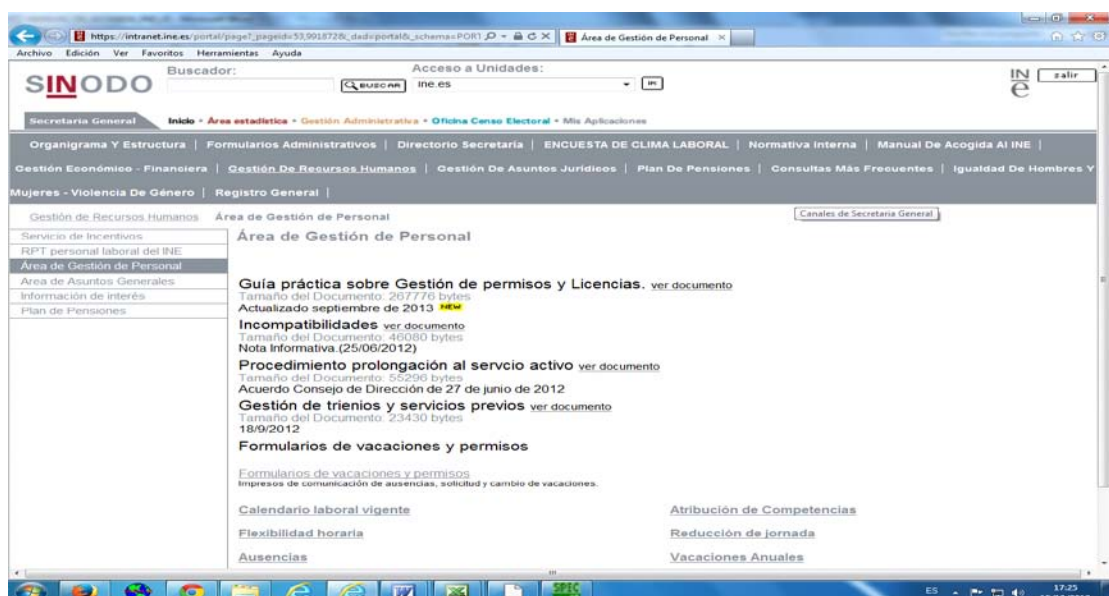 https://intranet.ine.es/portal/page?_pageid=53,991872&_dad=portal&_schema=PORT
Área de Gestión de Personal
Archivo Edición Ver Favoritos Herramientas Ayuda
Buscador: Acceso a Unidades:
SINODO BUSCAR ine.es IR INe salir
Secretaria General Inicio • Área estadística • Gestión Administrativa • Oficina Censo Electoral • Mis Aplicaciones
Organigrama Y Estructura | Formularios Administrativos | Directorio Secretaria | ENCUESTA DE CLIMA LABORAL | Normativa Interna | Manual De Acogida Al INE |
Gestión Económico - Financiera | Gestión De Recursos Humanos | Gestión De Asuntos Jurídicos | Plan De Pensiones | Consultas Más Frecuentes | Igualdad De Hombres Y
Mujeres - Violencia De Género | Registro General |
Gestión de Recursos Humanos Área de Gestión de Personal
Canales de Secretaria General
Servicio de Incentivos
RPT personal laboral del INE
Área de Gestión de Personal
Area de Asuntos Generales
Información de interés
Plan de Pensiones
Área de Gestión de Personal
Guía práctica sobre Gestión de permisos y Licencias. ver documento
Tamaño del Documento: 267776 bytes
Actualizado septiembre de 2013 NEW
Incompatibilidades ver documento
Tamaño del Documento: 46080 bytes
Nota Informativa.(25/06/2012)
Procedimiento prolongación al servcio activo ver documento
Tamaño del Documento: 55296 bytes
Acuerdo Consejo de Dirección de 27 de junio de 2012
Gestión de trienios y servicios previos ver documento
Tamaño del Documento: 23430 bytes
18/9/2012
Formularios de vacaciones y permisos
Formularios de vacaciones y permisos
Impresos de comunicación de ausencias, solicitud y cambio de vacaciones.
Calendario laboral vigente Atribución de Competencias
Flexibilidad horaria Reducción de jornada
Ausencias Vacaciones Anuales
SPEC
ES 17:25